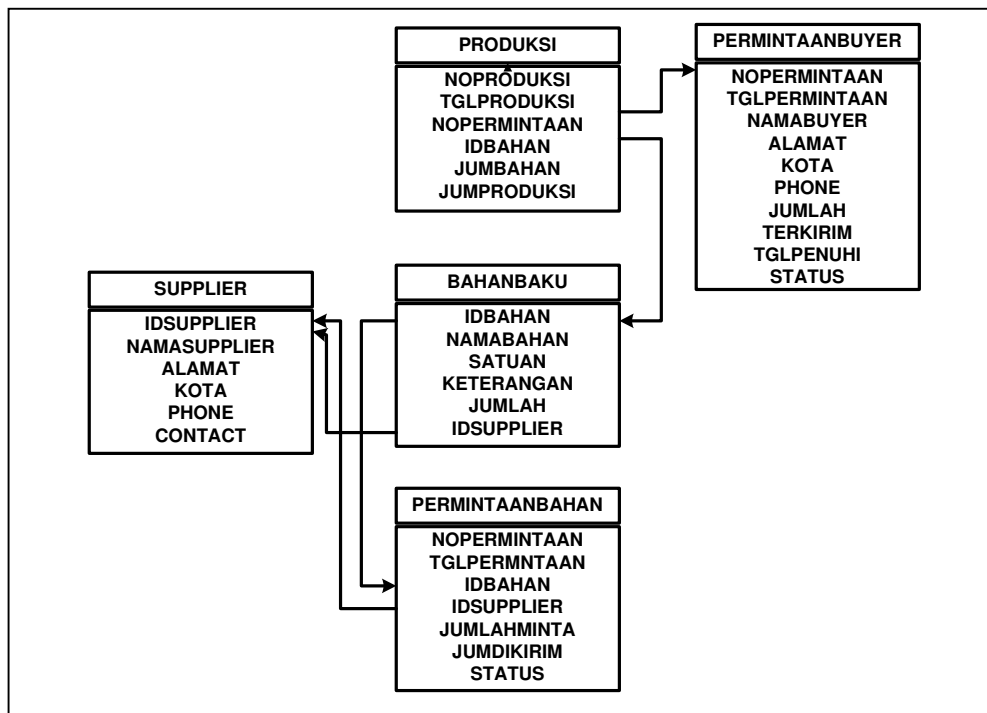 PRODUKSI
NOPRODUKSI
TGLPRODUKSI
NOPERMINTAAN
IDBAHAN
JUMBAHAN
JUMPRODUKSI
PERMINTAANBUYER
NOPERMINTAAN
TGLPERMINTAAN
NAMABUYER
ALAMAT
KOTA
PHONE
JUMLAH
TERKIRIM
TGLPENUHI
STATUS
SUPPLIER
IDSUPPLIER
NAMASUPPLIER
ALAMAT
KOTA
PHONE
CONTACT
BAHANBAKU
IDBAHAN
NAMABAHAN
SATUAN
KETERANGAN
JUMLAH
IDSUPPLIER
PERMINTAANBAHAN
NOPERMINTAAN
TGLPERMNTAAN
IDBAHAN
IDSUPPLIER
JUMLAHMINTA
JUMDIKIRIM
STATUS